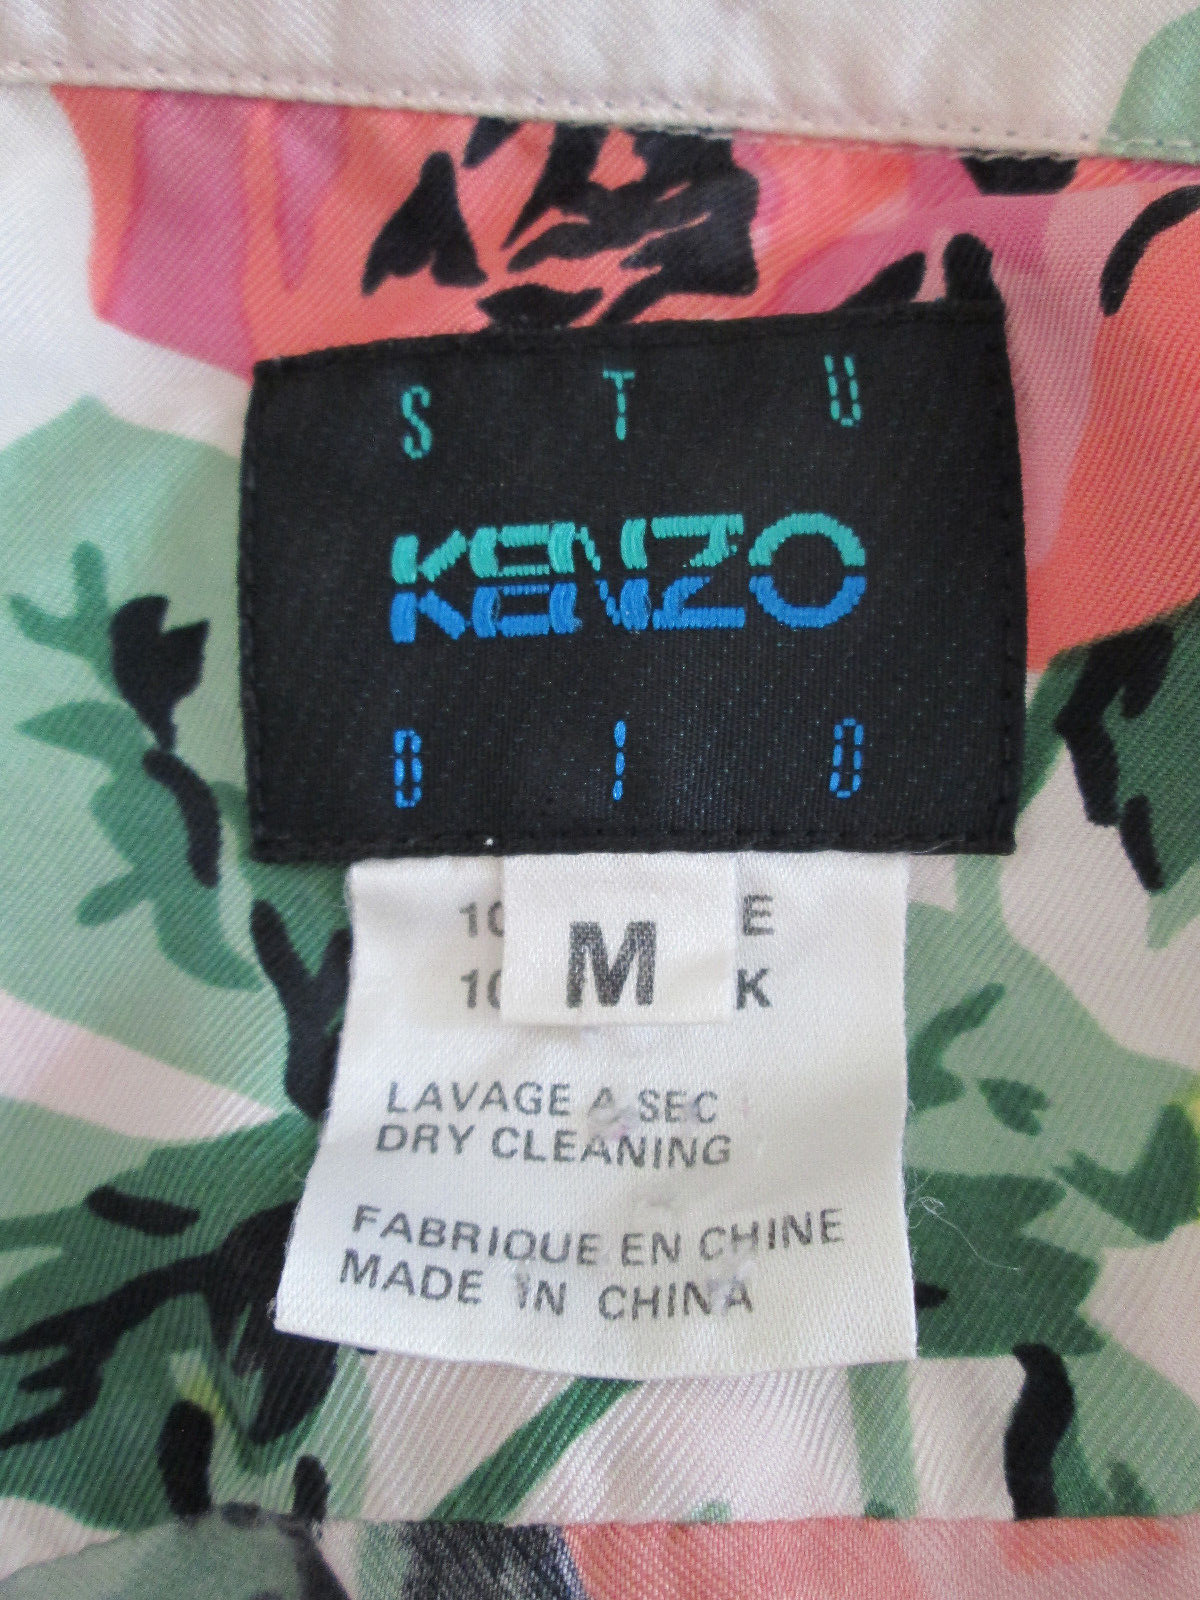 S T U
KENZO
D I O
M
LAVAGE A SEC
DRY CLEANING
FABRIQUE EN CHINE
MADE IN CHINA